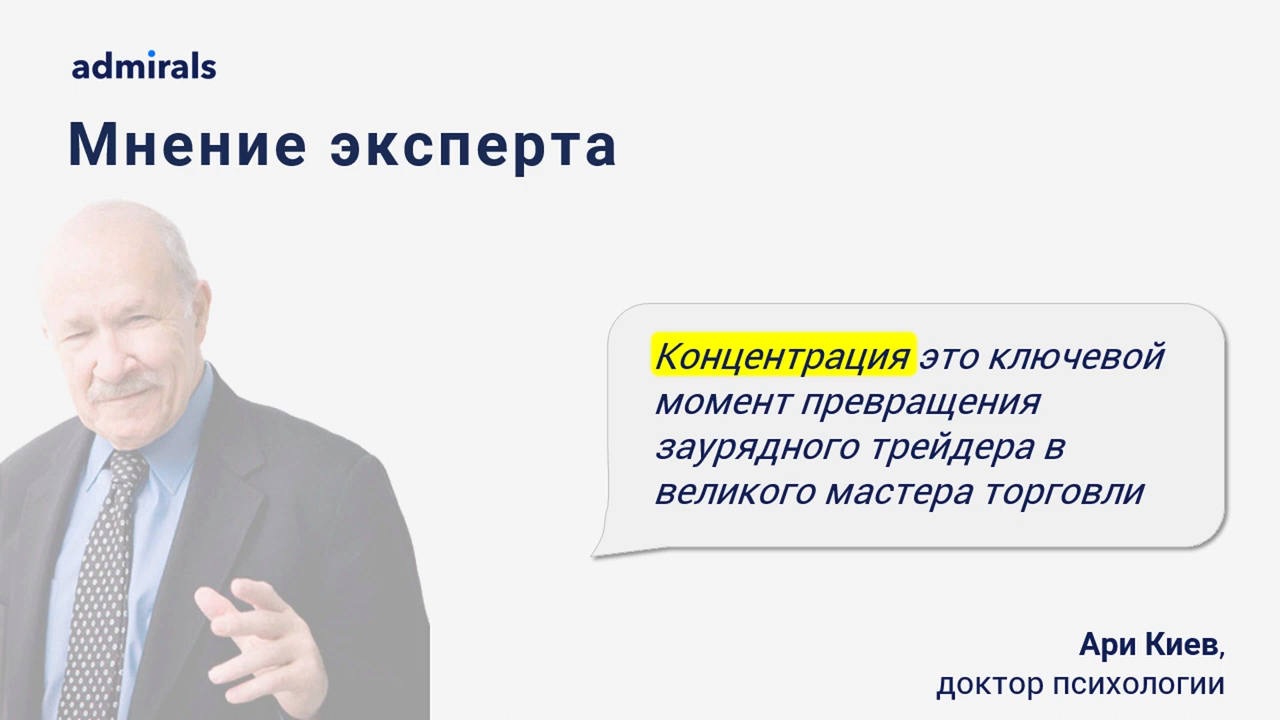 admirals
Мнение эксперта
Концентрация это ключевой
момент превращения
заурядного трейдера в
великого мастера торговли
Ари Киев,
доктор психологии